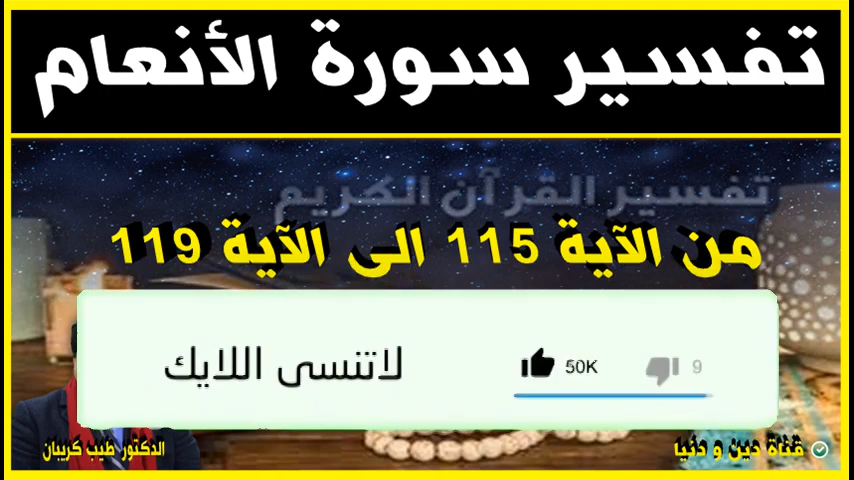 تفسير سورة الأنعام
تفسير القرآن الكريم
من الآية 115 الى الآية 119
لاتنسى اللايك
50K
9
قناة دين و دنيا
الدكتور طيب كريبان